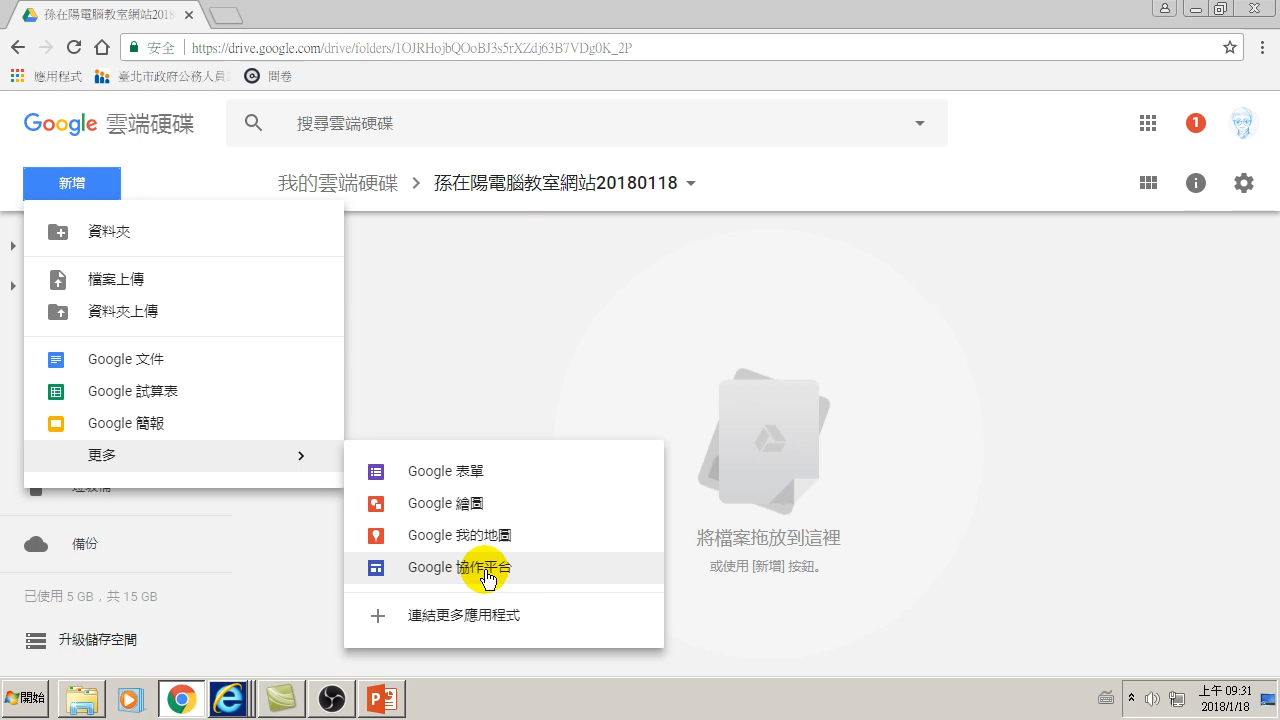 孫在陽電腦教室網站2018
安全 https://drive.google.com/drive/folders/1OJRHojbQOoBJ3s5rXZdj63B7VDg0K_2P
應用程式 臺北市政府公務人員 問卷
Google 雲端硬碟 搜尋雲端硬碟 1
新增 我的雲端硬碟 孫在陽電腦教室網站20180118
資料夾
檔案上傳
資料夾上傳
Google 文件
Google 試算表
Google 簡報
更多
Google 表單
Google 繪圖
Google 我的地圖
Google 協作平台
連結更多應用程式
備份
已使用 5 GB，共 15 GB
升級儲存空間
將檔案拖放到這裡
或使用 [新增] 按鈕。
開始
上午 09:31
2018/1/18